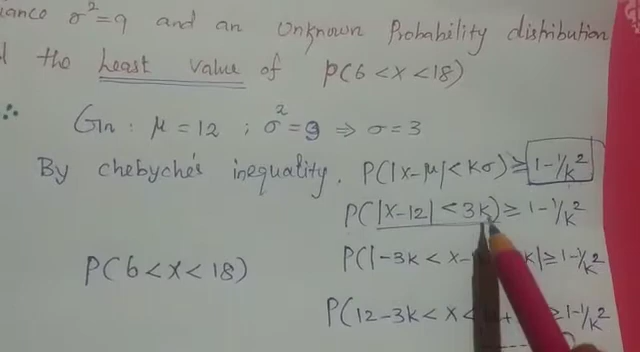 σ²=9 and an Unknown Probability distribution
the Least Value of P(6 < x < 18)
∴ Gn: μ = 12 ; σ²=9 ⇒ σ = 3
By chebyche's inequality, P(|x-μ| < kσ) ≥ 1-1/k²
P(|x-12| < 3k) ≥ 1-1/k²
P(6 < x < 18)
P(|-3k < x- k| ≥ 1-1/k²
P(12-3k < x < + ≥ 1-1/k²